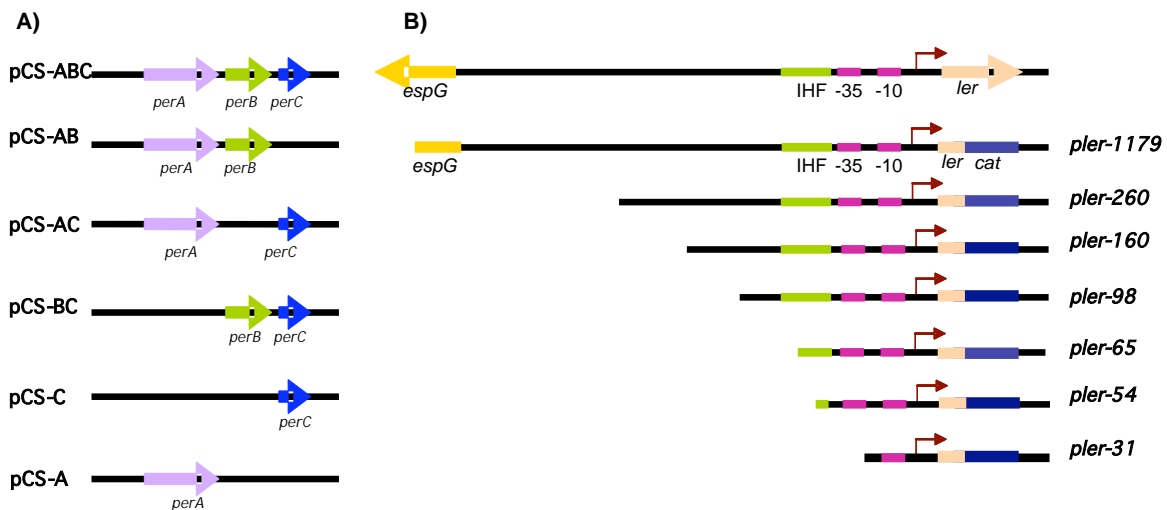 A)
pCS-ABC
perA
perB
perC
pCS-AB
perA
perB
pCS-AC
perA
perC
pCS-BC
perB
perC
pCS-C
perC
pCS-A
perA
B)
espG
IHF -35 -10
ler
espG
IHF -35 -10
ler cat
pler-1179
pler-260
pler-160
pler-98
pler-65
pler-54
pler-31